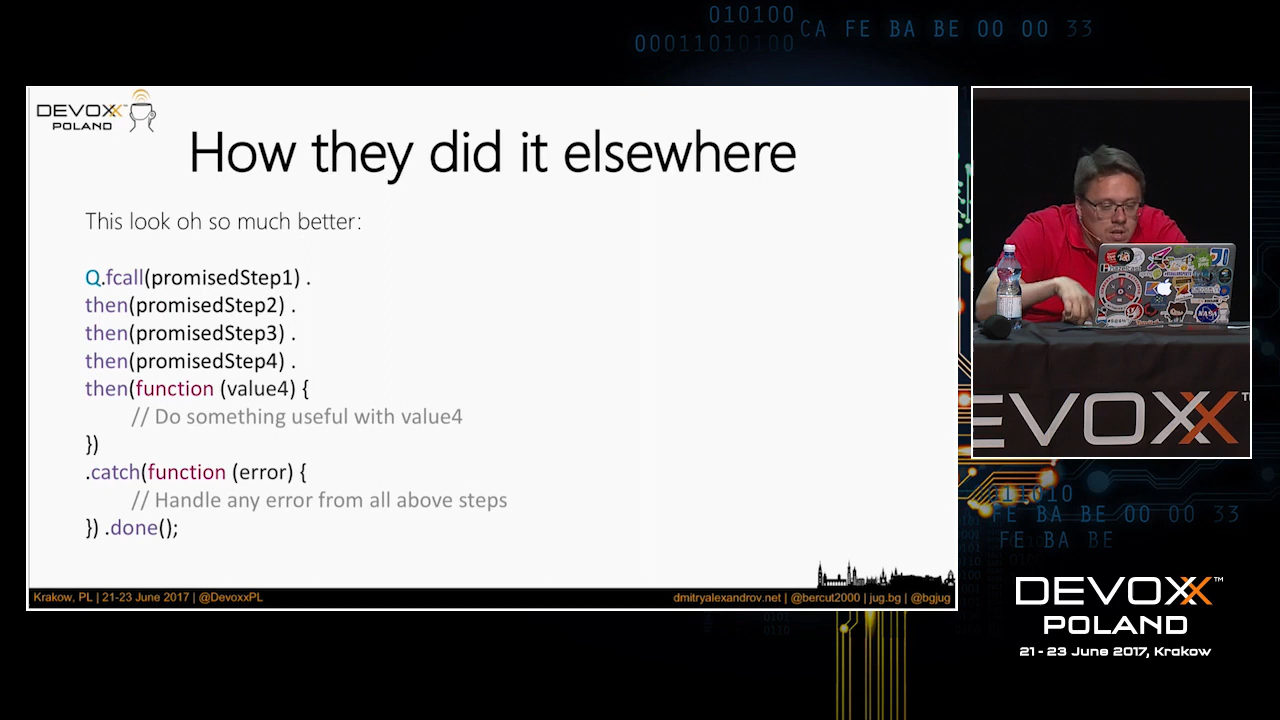 010100
00011010100
CA FE BA BE 00 00 33
DEVOXX™
POLAND
How they did it elsewhere
This look oh so much better:
Q.fcall(promisedStep1) .
then(promisedStep2) .
then(promisedStep3) .
then(promisedStep4) .
then(function (value4) {
// Do something useful with value4
})
.catch(function (error) {
// Handle any error from all above steps
}) .done();
Krakow, PL | 21-23 June 2017 | @DevoxxPL
dmitryalexandrov.net | @bercut2000 | jug.bg | @bgjug
NASA
EVOXX
FE BA BE 00 00 33
FE BA BE
DEVOXX™
POLAND
21 - 23 June 2017, Krakow